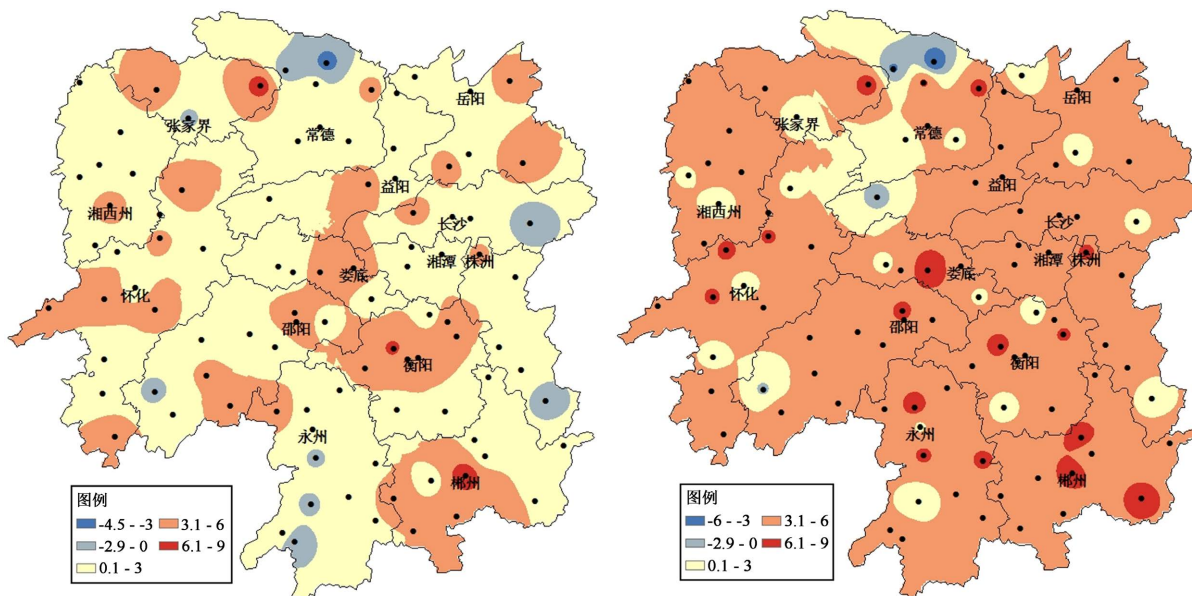 岳阳
张家界
常德
益阳
湘西州
长沙
湘潭
株洲
娄底
怀化
邵阳
衡阳
永州
郴州
图例
-4.5 - -3
3.1 - 6
-2.9 - 0
6.1 - 9
0.1 - 3
岳阳
张家界
常德
益阳
湘西州
长沙
湘潭
株洲
娄底
怀化
邵阳
衡阳
永州
郴州
图例
-6 - -3
3.1 - 6
-2.9 - 0
6.1 - 9
0.1 - 3